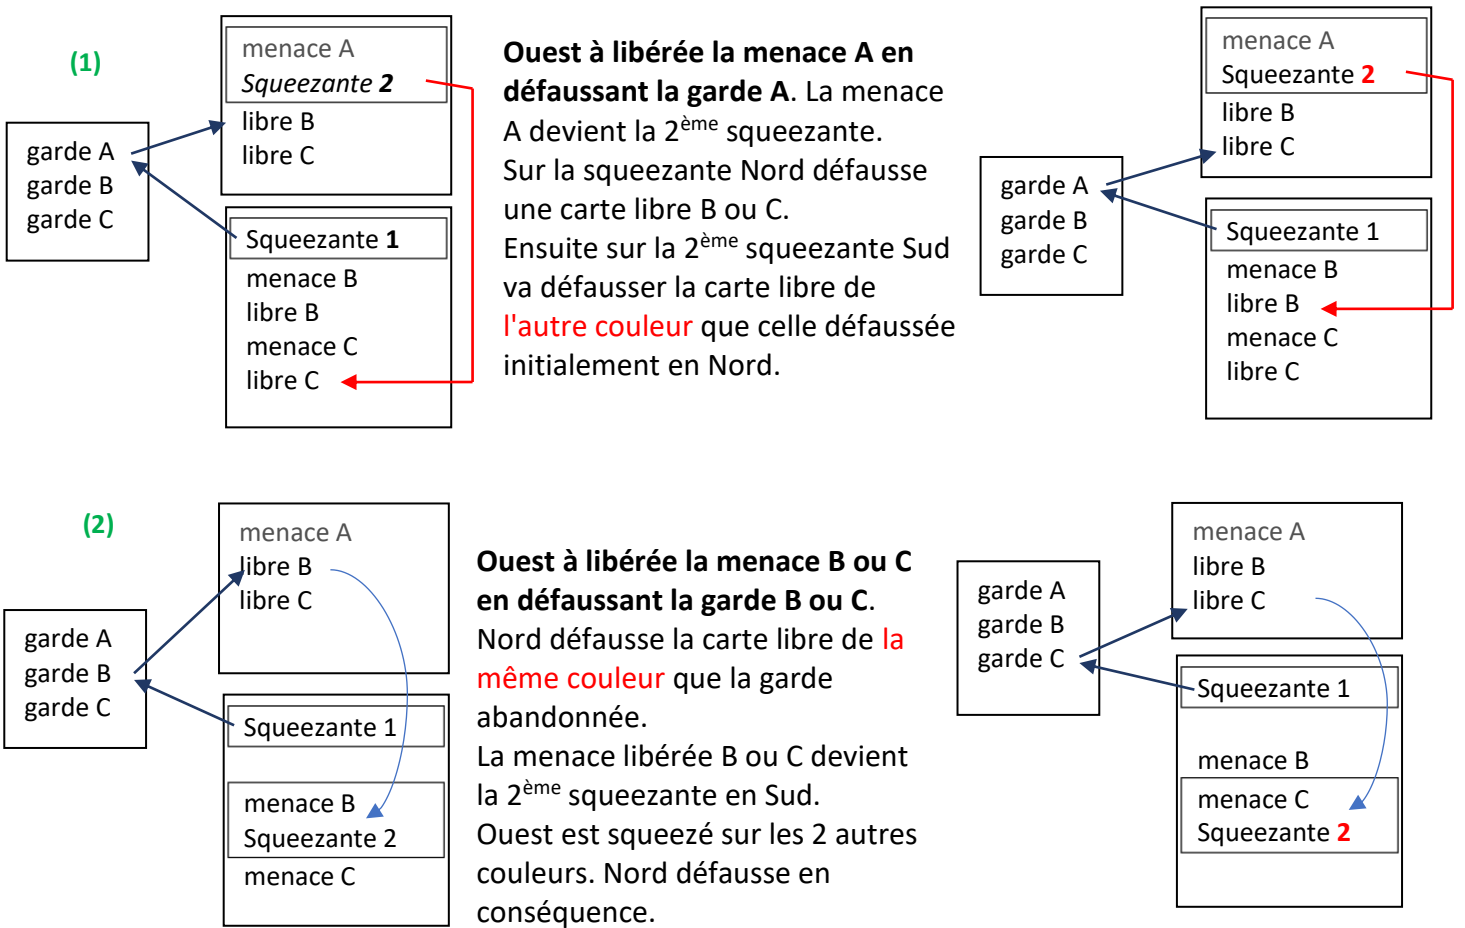 (1)
menace A
Squeezante 2
libre B
libre C
garde A
garde B
garde C
Squeezante 1
menace B
libre B
menace C
libre C
Ouest à libérée la menace A en
défaussant la garde A. La menace
A devient la 2ème squeezante.
Sur la squeezante Nord défausse
une carte libre B ou C.
Ensuite sur la 2ème squeezante Sud
va défausser la carte libre de
l'autre couleur que celle défaussée
initialement en Nord.
menace A
Squeezante 2
libre B
libre C
garde A
garde B
garde C
Squeezante 1
menace B
libre B
menace C
libre C
(2)
menace A
libre B
libre C
garde A
garde B
garde C
Squeezante 1
menace B
Squeezante 2
menace C
Ouest à libérée la menace B ou C
en défaussant la garde B ou C.
Nord défausse la carte libre de la
même couleur que la garde
abandonnée.
La menace libérée B ou C devient
la 2ème squeezante en Sud.
Ouest est squeezé sur les 2 autres
couleurs. Nord défausse en
conséquence.
menace A
libre B
libre C
garde A
garde B
garde C
Squeezante 1
menace B
menace C
Squeezante 2